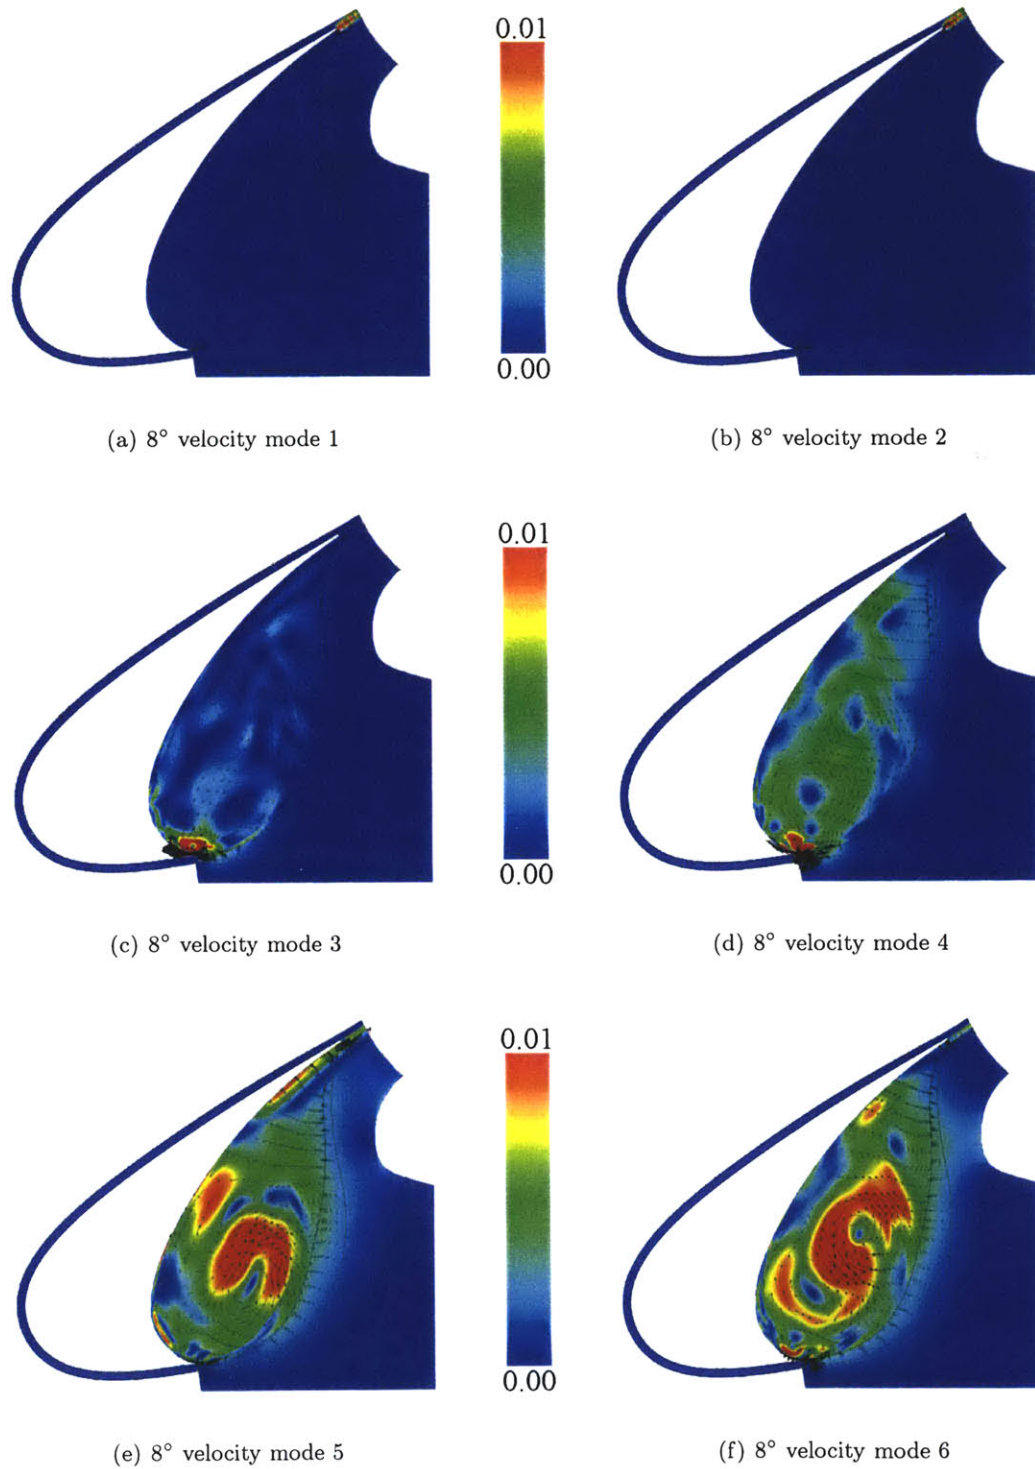 0.01
0.00
(a) 8° velocity mode 1
(b) 8° velocity mode 2
0.01
0.00
(c) 8° velocity mode 3
(d) 8° velocity mode 4
0.01
0.00
(e) 8° velocity mode 5
(f) 8° velocity mode 6